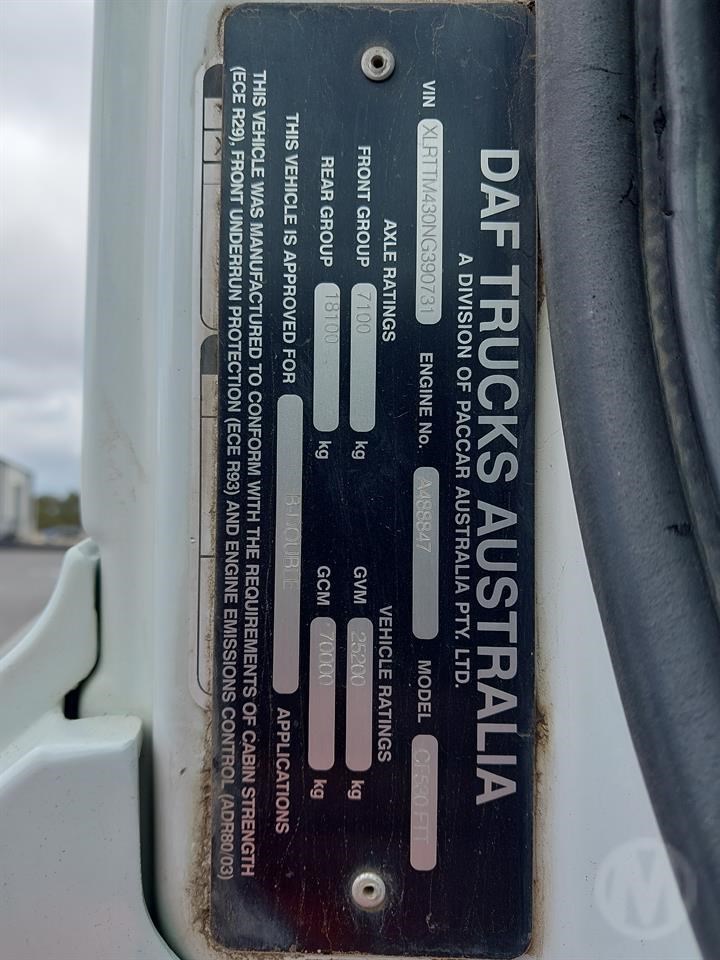 DAF TRUCKS AUSTRALIA
A DIVISION OF PACCAR AUSTRALIA PTY. LTD.
VIN XLRTTM430NG390731 ENGINE No. A488847 MODEL CF530 FTT
AXLE RATINGS VEHICLE RATINGS
FRONT GROUP 7100 kg GVM 25200 kg
REAR GROUP 18100 kg GCM 70000 kg
THIS VEHICLE IS APPROVED FOR B-DOUBLE APPLICATIONS
THIS VEHICLE WAS MANUFACTURED TO CONFORM WITH THE REQUIREMENTS OF CABIN STRENGTH
(ECE R29), FRONT UNDERRUN PROTECTION (ECE R93) AND ENGINE EMISSIONS CONTROL (ADR80/03)
M